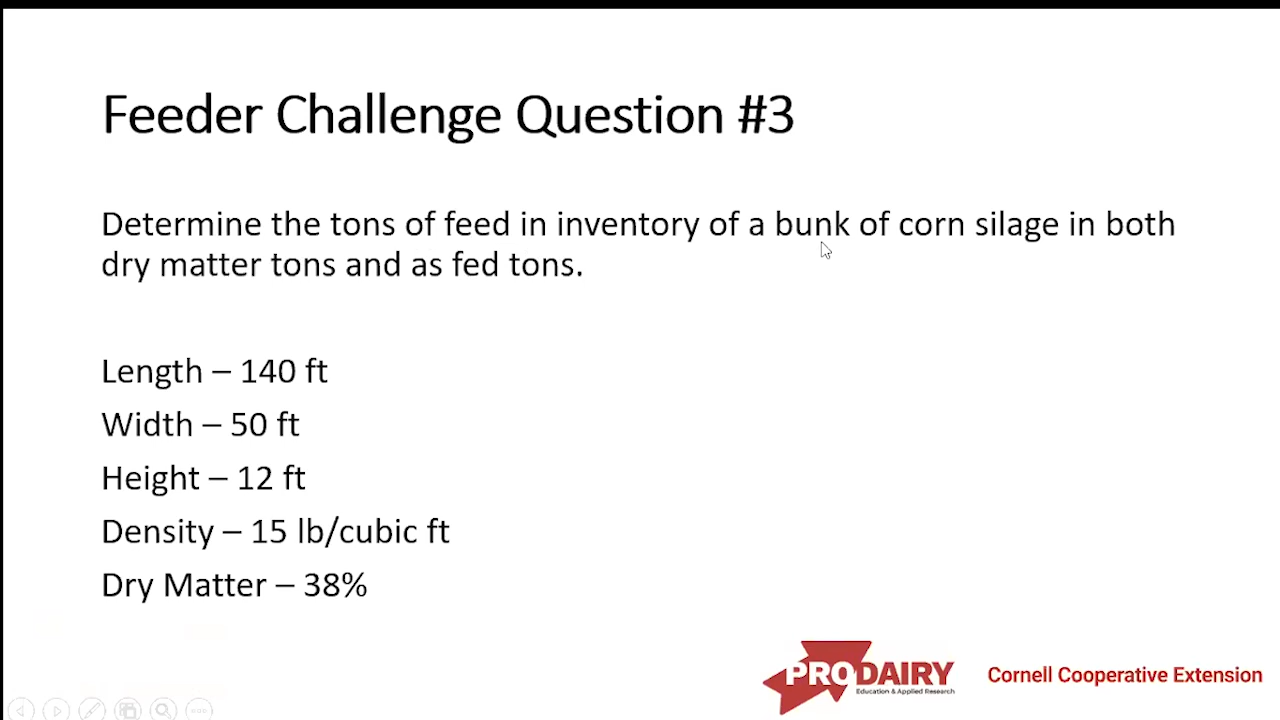 Feeder Challenge Question #3
Determine the tons of feed in inventory of a bunk of corn silage in both
dry matter tons and as fed tons.
Length – 140 ft
Width – 50 ft
Height – 12 ft
Density – 15 lb/cubic ft
Dry Matter – 38%
PRODAIRY
Education & Applied Research
Cornell Cooperative Extension